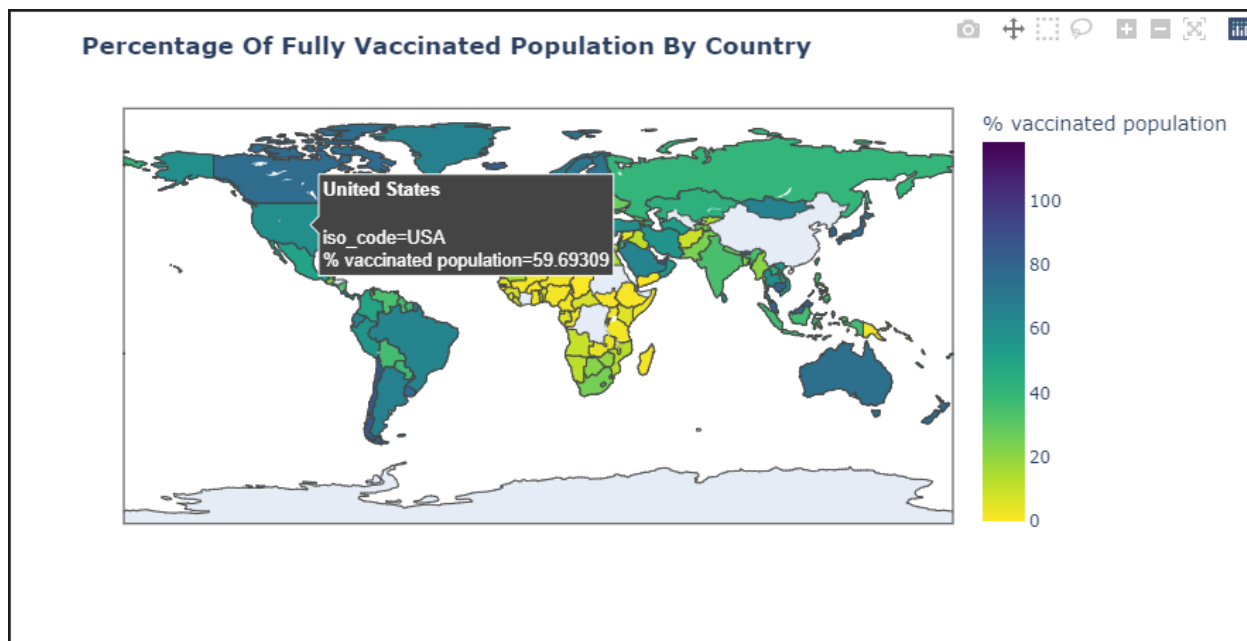 Percentage Of Fully Vaccinated Population By Country
% vaccinated population
United States
iso_code=USA
% vaccinated population=59.69309
100
80
60
40
20
0